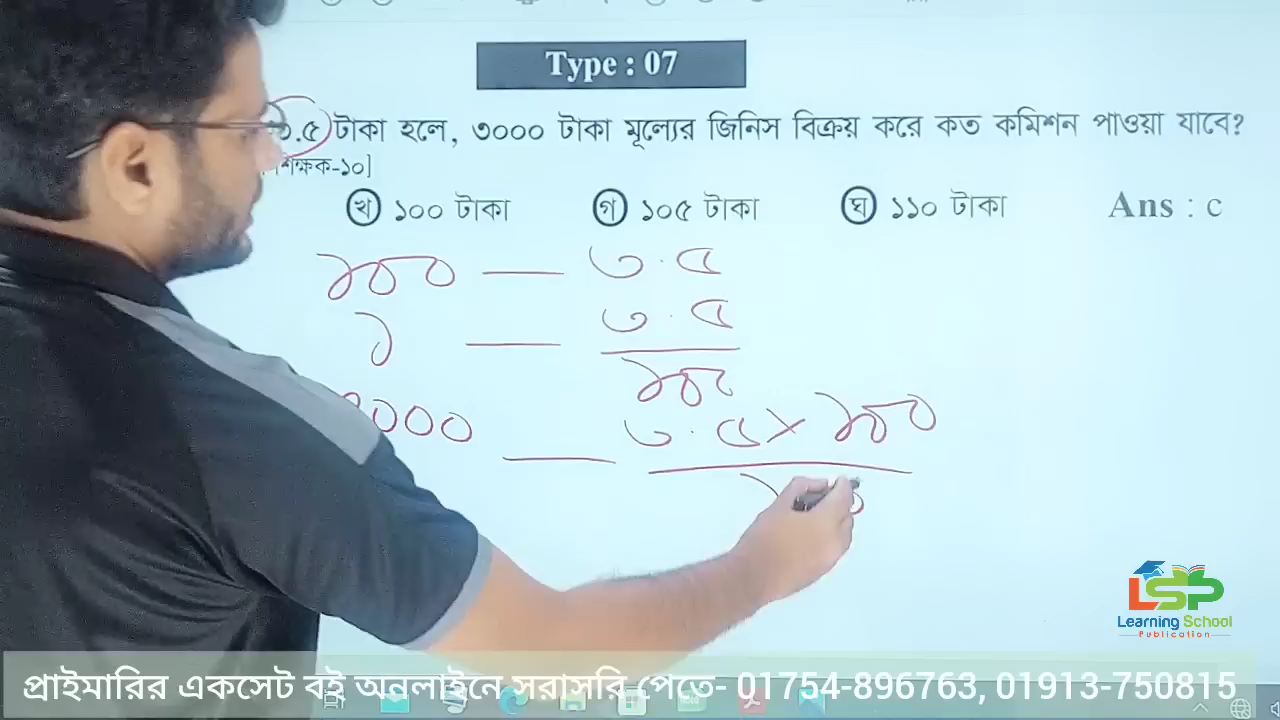 Type : 07
৩.৫ টাকা হলে, ৩০০০ টাকা মূল্যের জিনিস বিক্রয় করে কত কমিশন পাওয়া যাবে?
শিক্ষক-১০]
খ ১০০ টাকা গ ১০৫ টাকা ঘ ১১০ টাকা Ans : c
১০০ — ৩.৫
১ — ৩.৫
১০০
৩০০০ — ৩.৫×১০০
LSP
Learning School
Publication
প্রাইমারির একসেট বই অনলাইনে সরাসরি পেতে- 01754-896763, 01913-750815